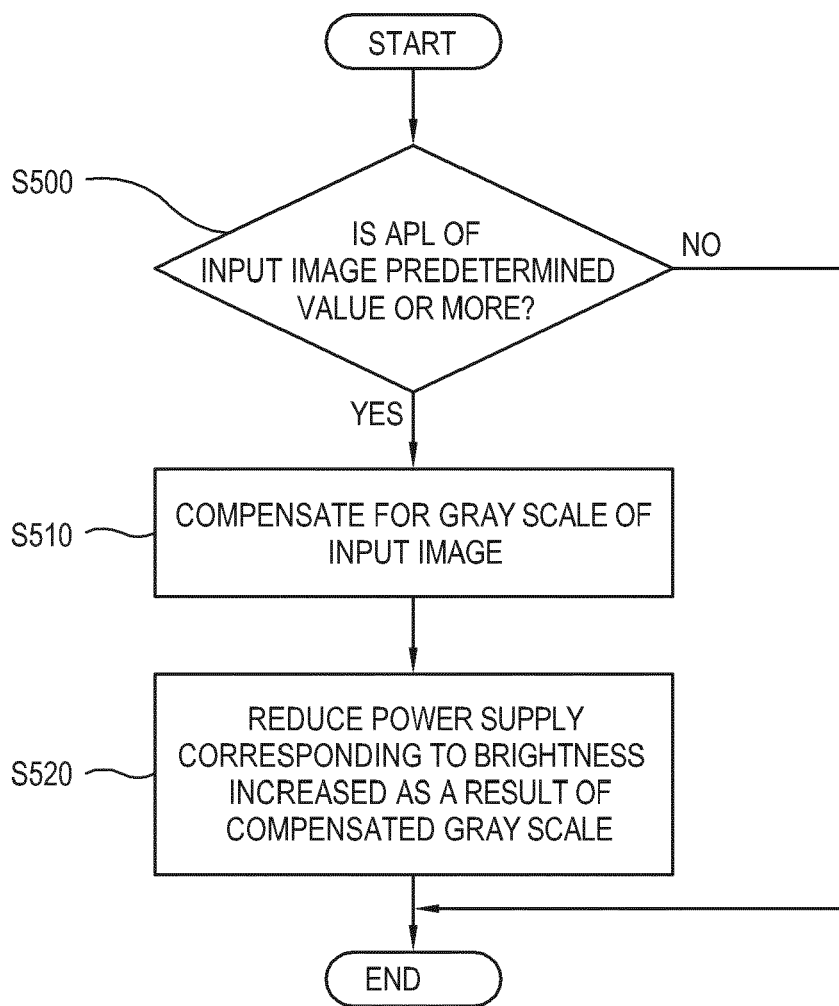 START
S500
IS APL OF
INPUT IMAGE PREDETERMINED
VALUE OR MORE?
NO
YES
S510
COMPENSATE FOR GRAY SCALE OF
INPUT IMAGE
S520
REDUCE POWER SUPPLY
CORRESPONDING TO BRIGHTNESS
INCREASED AS A RESULT OF
COMPENSATED GRAY SCALE
END